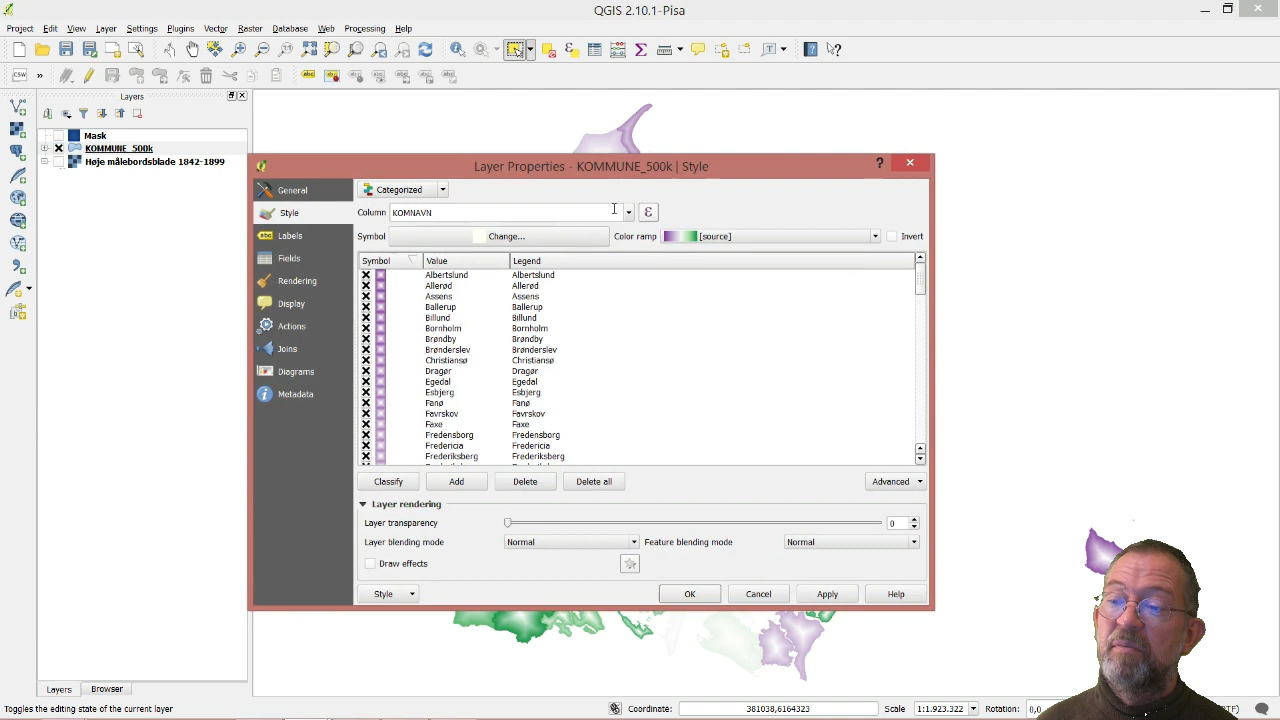 QGIS 2.10.1-Pisa
Project Edit View Layer Settings Plugins Vector Raster Database Web Processing Help
CSW » abc
Layers
Mask
KOMMUNE_500k
Høje målebordsblade 1842-1899
Layer Properties - KOMMUNE_500k | Style
?
General
Style
Labels
Fields
Rendering
Display
Actions
Joins
Diagrams
Metadata
Categorized
Column KOMNAVN ε
Symbol Change... Color ramp [source] Invert
Symbol Value Legend
Albertslund Albertslund
Allerød Allerød
Assens Assens
Ballerup Ballerup
Billund Billund
Bornholm Bornholm
Brøndby Brøndby
Brønderslev Brønderslev
Christiansø Christiansø
Dragør Dragør
Egedal Egedal
Esbjerg Esbjerg
Fanø Fanø
Favrskov Favrskov
Faxe Faxe
Fredensborg Fredensborg
Fredericia Fredericia
Frederiksberg Frederiksberg
Classify Add Delete Delete all Advanced
Layer rendering
Layer transparency 0
Layer blending mode Normal Feature blending mode Normal
Draw effects
Style OK Cancel Apply Help
Layers Browser
Toggles the editing state of the current layer Coordinate: 381038,6164323 Scale 1:1.923.322 Rotation: 0,0